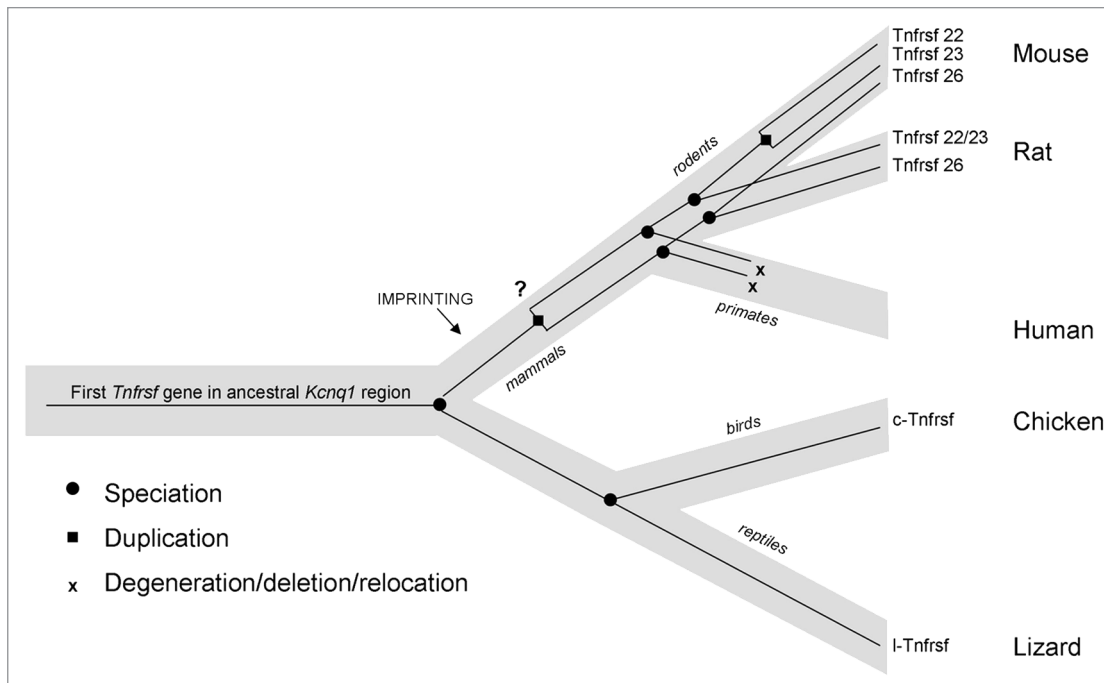 Tnfrsf 22
Tnfrsf 23
Tnfrsf 26
Mouse
Tnfrsf 22/23
Tnfrsf 26
Rat
rodents
?
IMPRINTING
x
x
primates
Human
mammals
First Tnfrsf gene in ancestral Kcnq1 region
birds
c-Tnfrsf
Chicken
reptiles
l-Tnfrsf
Lizard
Speciation
Duplication
x Degeneration/deletion/relocation